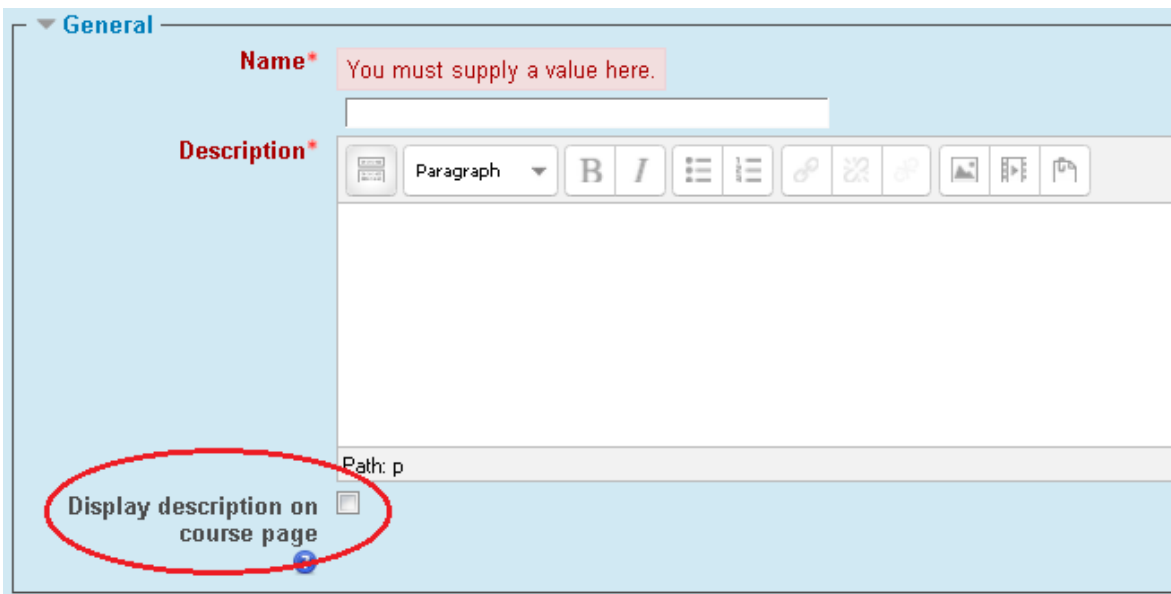 General
Name*
You must supply a value here.
Description*
Paragraph
B I
Path: p
Display description on
course page
?